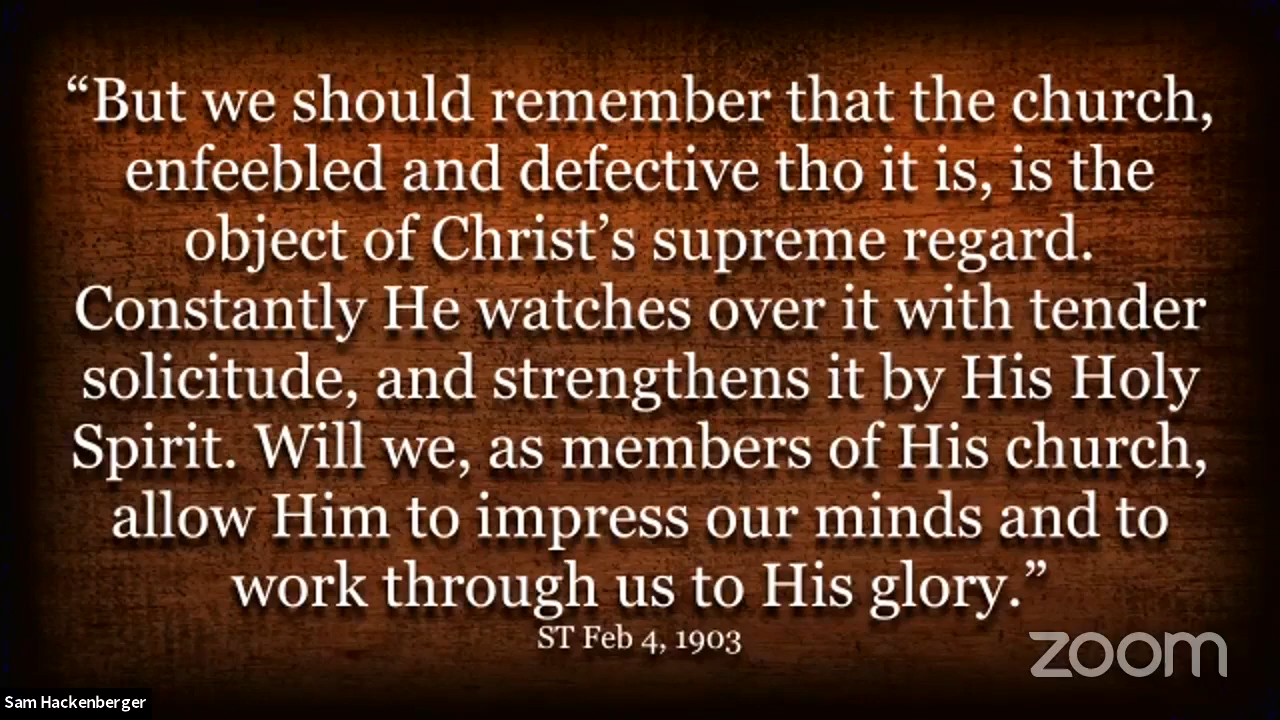 “But we should remember that the church,
enfeebled and defective tho it is, is the
object of Christ’s supreme regard.
Constantly He watches over it with tender
solicitude, and strengthens it by His Holy
Spirit. Will we, as members of His church,
allow Him to impress our minds and to
work through us to His glory.”
ST Feb 4, 1903
zoom
Sam Hackenberger